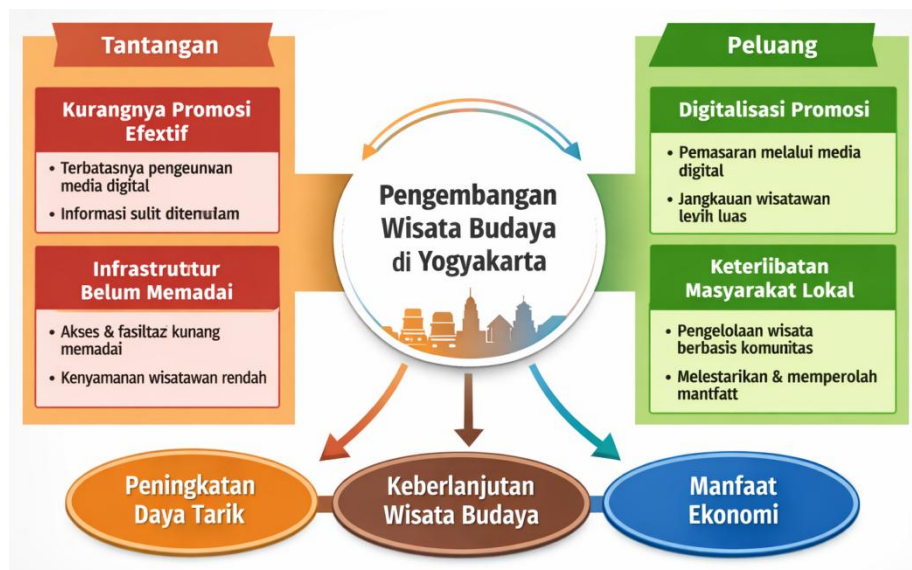 Tantangan
Kurangnya Promosi
Efextif
• Terbatasnya pengeunwan
media digital
• Informasi sulit ditenulam
Infrastruttur
Belum Memadai
• Akses & fasiltaz kunang
memadai
• Kenyamanan wisatawan rendah
Pengembangan
Wisata Budaya
di Yogyakarta
Peluang
Digitalisasi Promosi
• Pemasaran melalui media
digital
• Jangkauan wisatawan
levih luas
Keteriibatan
Masyarakat Lokal
• Pengelolaan wisata
berbasis komunitas
• Melestarikan & memperolah
mantfatt
Peningkatan
Daya Tarik
Keberlanjutan
Wisata Budaya
Manfaat
Ekonomi